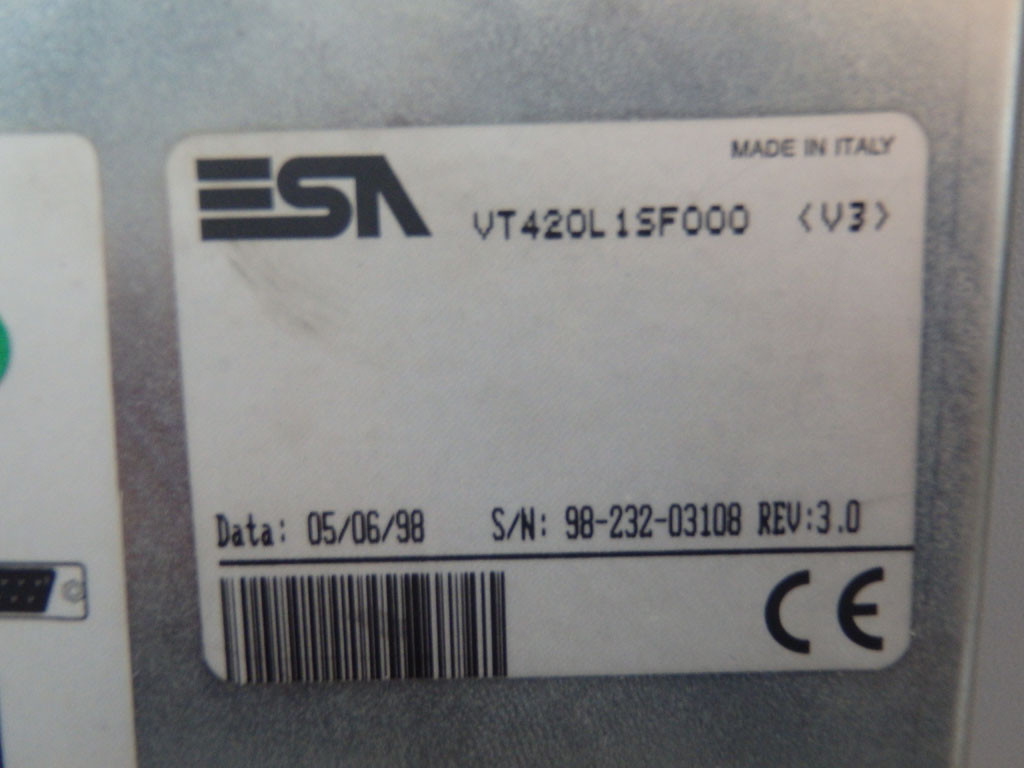 MADE IN ITALY
ESA VT420L1SF000 <V3>
Data: 05/06/98 S/N: 98-232-03108 REV:3.0
CE